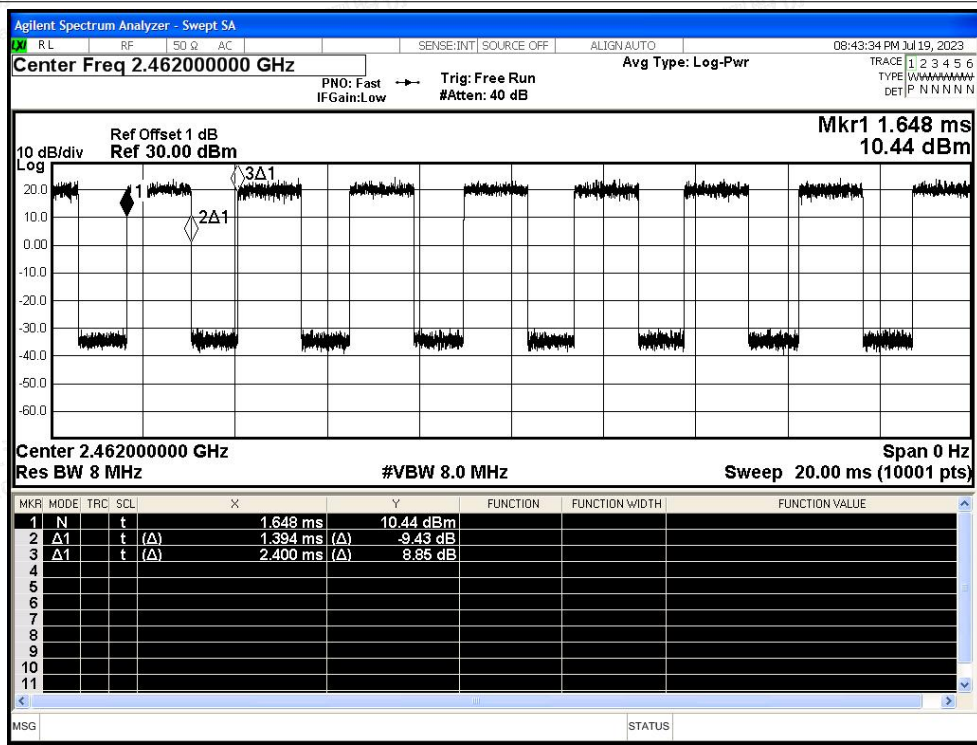 Agilent Spectrum Analyzer - Swept SA
LXI RL RF 50 Ω AC SENSE:INT SOURCE OFF ALIGN AUTO 08:43:34 PM Jul 19, 2023
Center Freq 2.462000000 GHz Avg Type: Log-Pwr TRACE 1 2 3 4 5 6
PNO: Fast Trig: Free Run TYPE W
IFGain:Low #Atten: 40 dB DET P N N N N N
Mkr1 1.648 ms
Ref Offset 1 dB
10 dB/div Ref 30.00 dBm 10.44 dBm
Log
3Δ1
20.0
1
2Δ1
10.0
0.00
-10.0
-20.0
-30.0
-40.0
-50.0
-60.0
Center 2.462000000 GHz Span 0 Hz
Res BW 8 MHz #VBW 8.0 MHz Sweep 20.00 ms (10001 pts)
MKR MODE TRC SCL X Y FUNCTION FUNCTION WIDTH FUNCTION VALUE
1 N t 1.648 ms 10.44 dBm
2 Δ1 t (Δ) 1.394 ms (Δ) -9.43 dB
3 Δ1 t (Δ) 2.400 ms (Δ) 8.85 dB
4
5
6
7
8
9
10
11
MSG STATUS